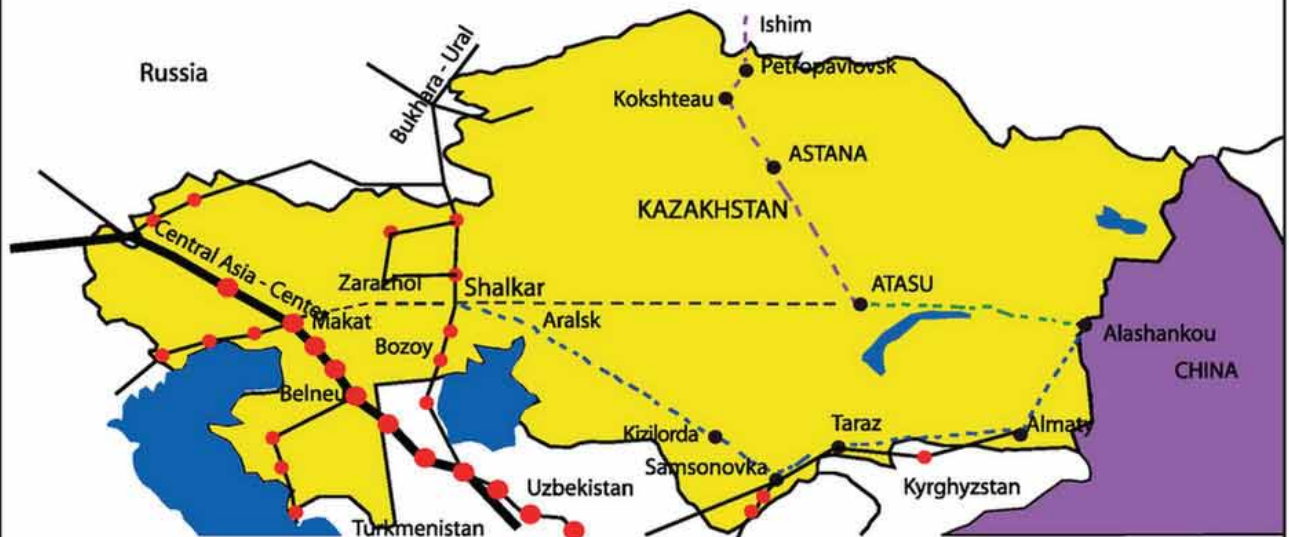 Ishim
Russia
Petropavlovsk
Bukhara - Ural
Kokshteau
ASTANA
KAZAKHSTAN
Central Asia - Center
Zarazhol
Shalkar
ATASU
Makat
Aralsk
Alashankou
Bozoy
CHINA
Belneu
Taraz
Almaty
Kizilorda
Samsonovka
Uzbekistan
Kyrghyzstan
Turkmenistan